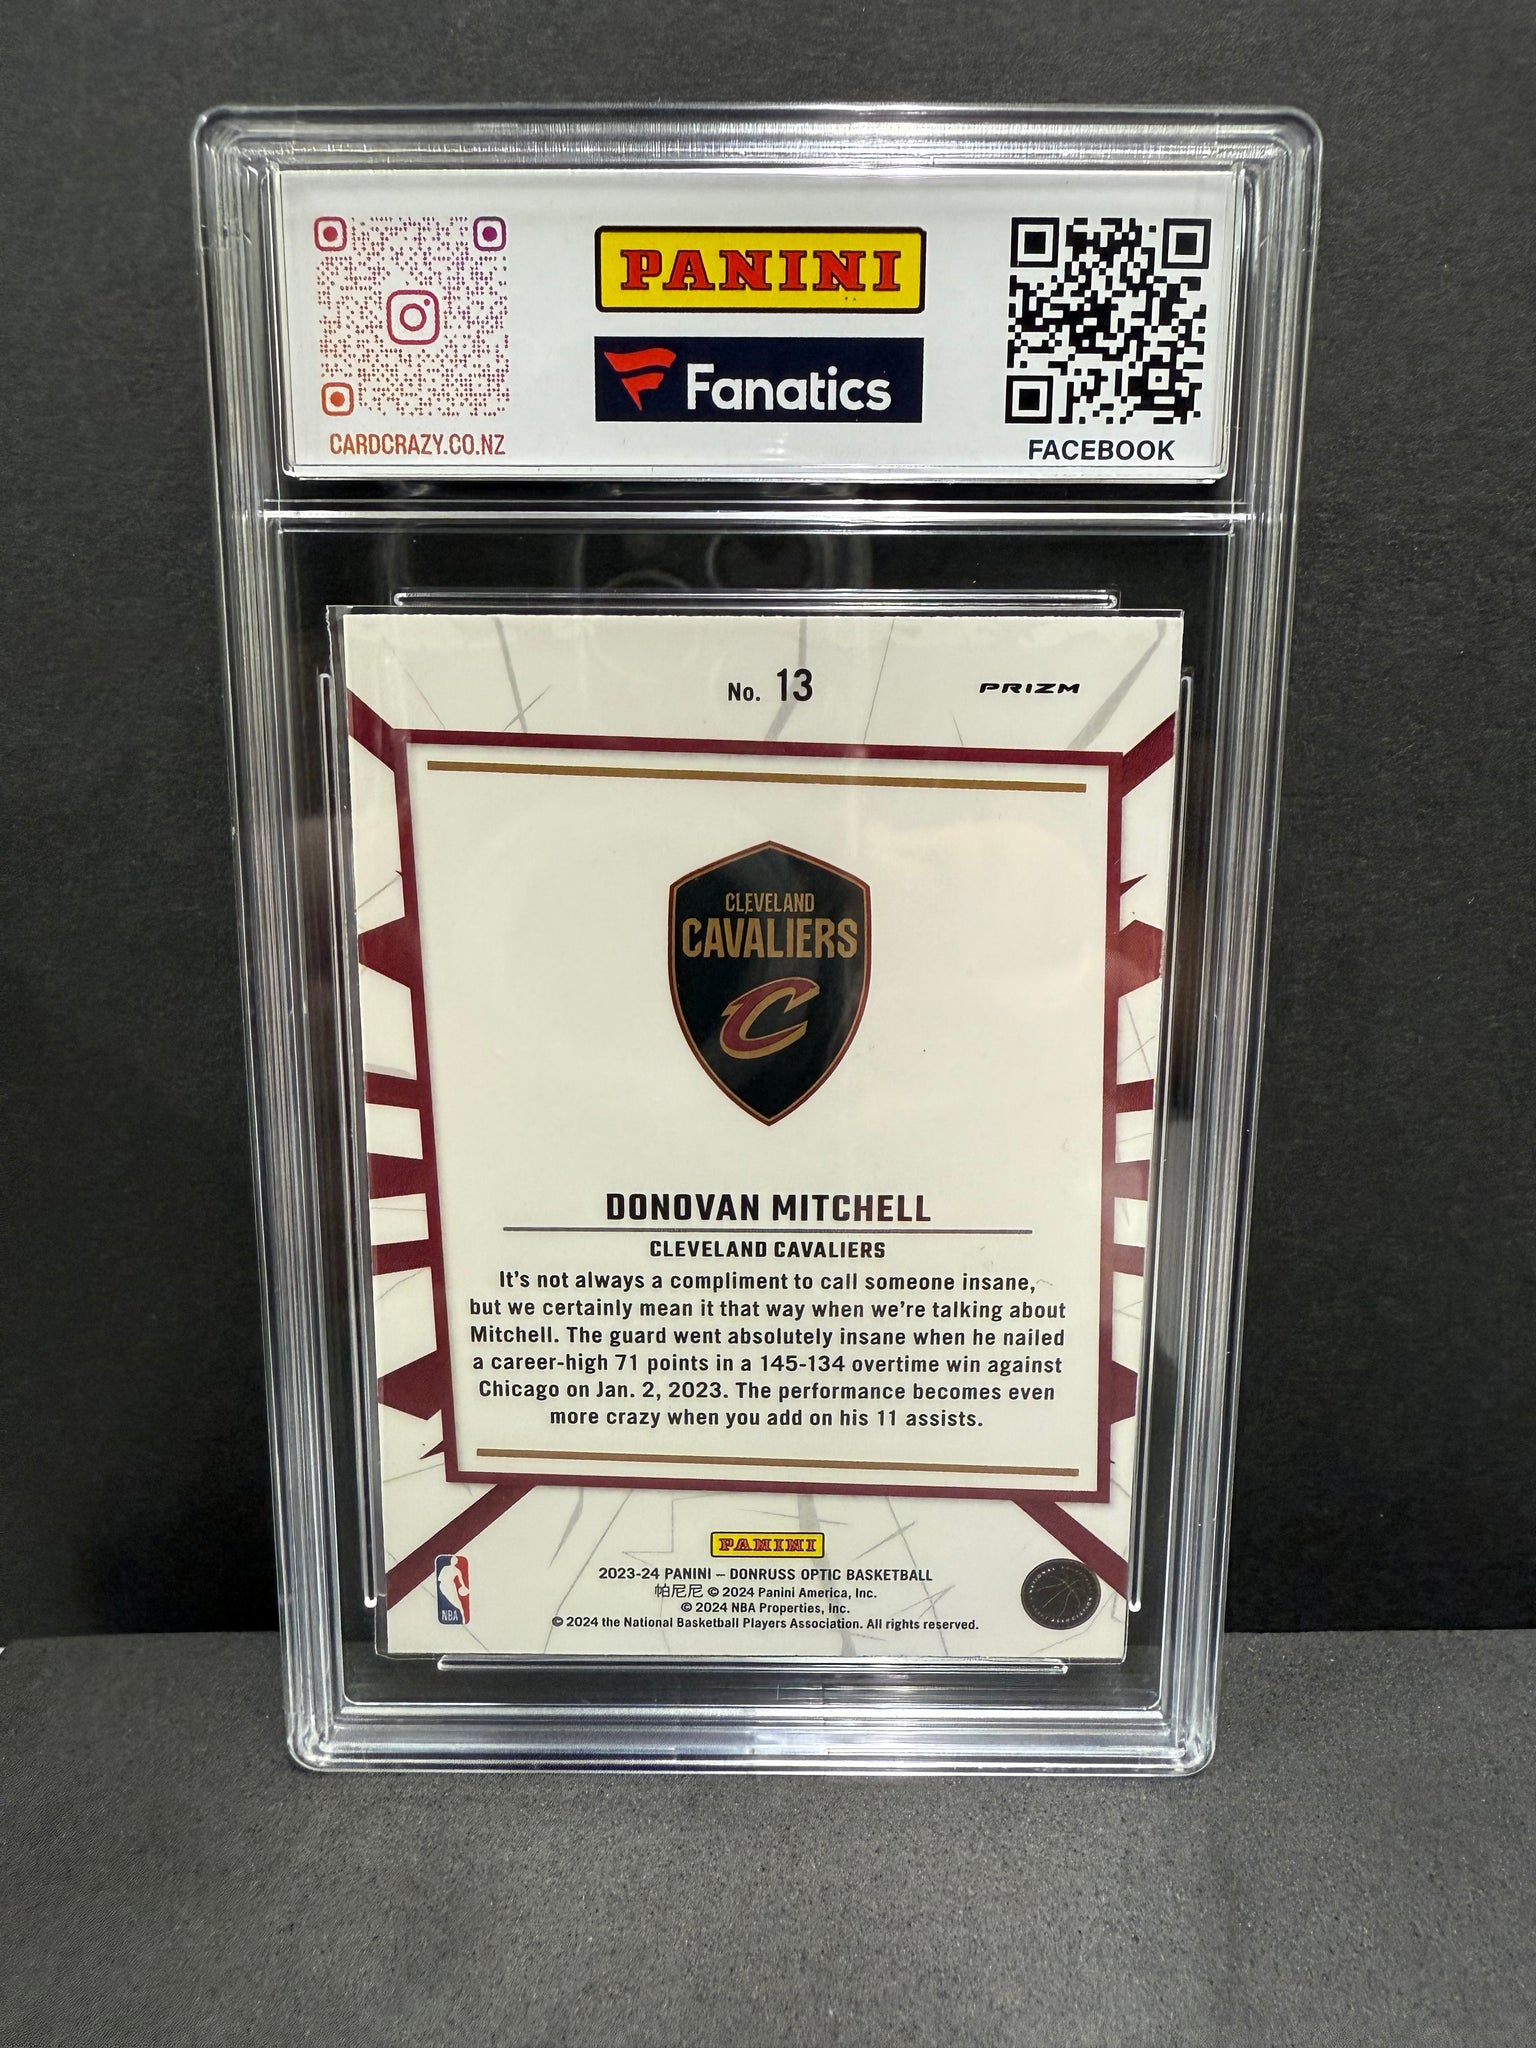 PANINI
Fanatics
CARDCRAZY.CO.NZ
FACEBOOK
No. 13
PRIZM
CLEVELAND
CAVALIERS
C
DONOVAN MITCHELL
CLEVELAND CAVALIERS
It's not always a compliment to call someone insane,
but we certainly mean it that way when we're talking about
Mitchell. The guard went absolutely insane when he nailed
a career-high 71 points in a 145-134 overtime win against
Chicago on Jan. 2, 2023. The performance becomes even
more crazy when you add on his 11 assists.
PANINI
2023-24 PANINI – DONRUSS OPTIC BASKETBALL
帕尼尼 © 2024 Panini America, Inc.
© 2024 NBA Properties, Inc.
© 2024 the National Basketball Players Association. All rights reserved.
NBA